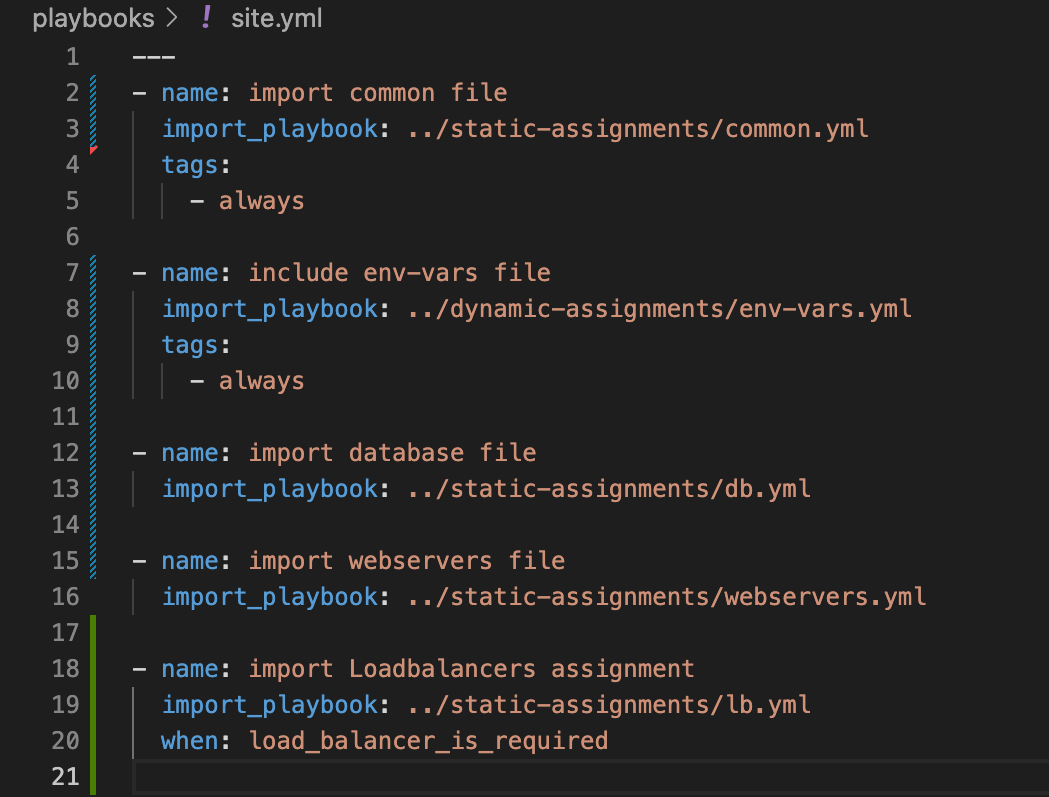 playbooks > ! site.yml
1 ---
2 - name: import common file
3   import_playbook: ../static-assignments/common.yml
4   tags:
5     - always
6
7 - name: include env-vars file
8   import_playbook: ../dynamic-assignments/env-vars.yml
9   tags:
10     - always
11
12 - name: import database file
13   import_playbook: ../static-assignments/db.yml
14
15 - name: import webservers file
16   import_playbook: ../static-assignments/webservers.yml
17
18 - name: import Loadbalancers assignment
19   import_playbook: ../static-assignments/lb.yml
20   when: load_balancer_is_required
21